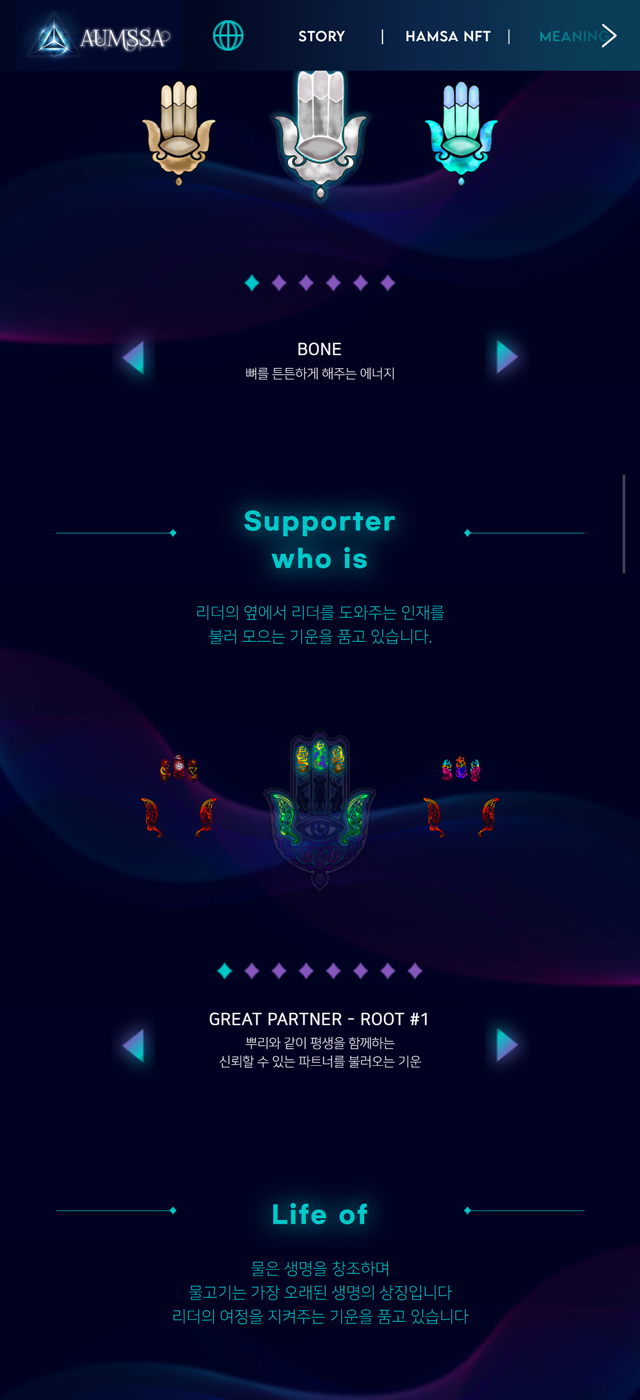 AUMSSA
STORY | HAMSA NFT | MEANING
BONE
뼈를 튼튼하게 해주는 에너지
Supporter
who is
리더의 옆에서 리더를 도와주는 인재를
불러 모으는 기운을 품고 있습니다.
GREAT PARTNER - ROOT #1
뿌리와 같이 평생을 함께하는
신뢰할 수 있는 파트너를 불러오는 기운
Life of
물은 생명을 창조하며
물고기는 가장 오래된 생명의 상징입니다
리더의 여정을 지켜주는 기운을 품고 있습니다